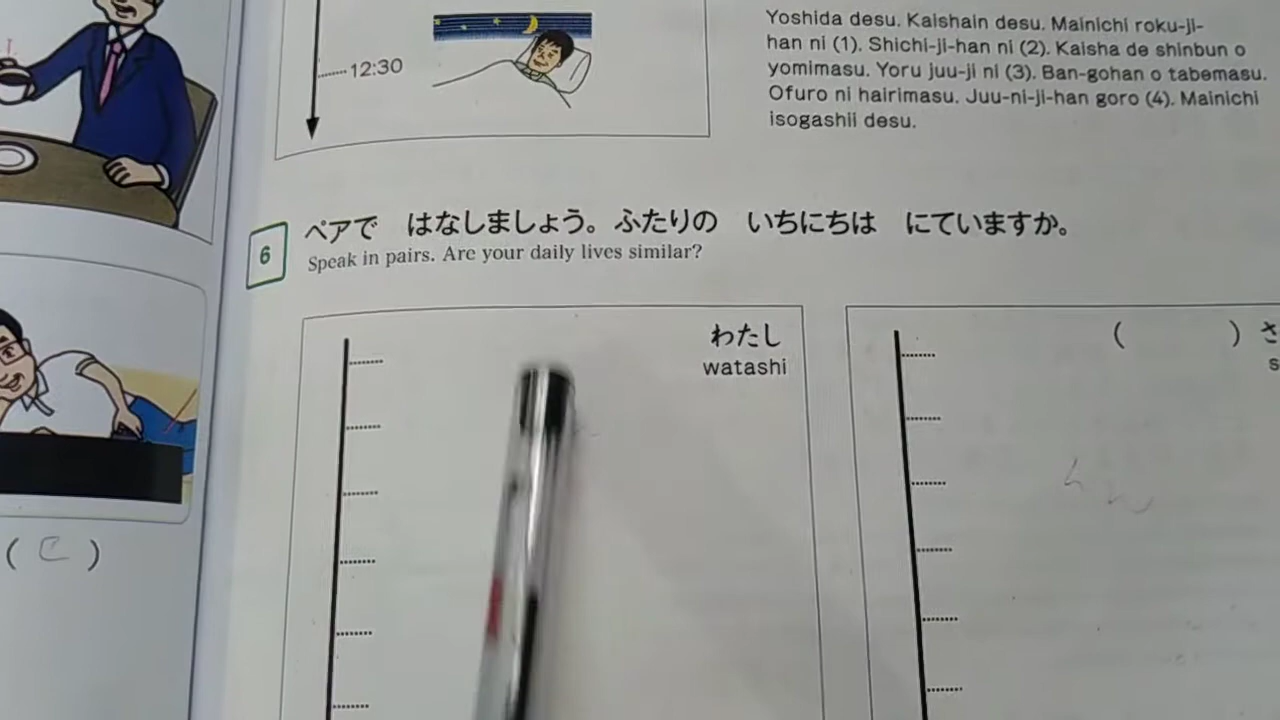 12:30
Yoshida desu. Kaishain desu. Mainichi roku-ji-
han ni (1). Shichi-ji-han ni (2). Kaisha de shinbun o
yomimasu. Yoru juu-ji ni (3). Ban-gohan o tabemasu.
Ofuro ni hairimasu. Juu-ni-ji-han goro (4). Mainichi
isogashii desu.
6 ペアで はなしましょう。ふたりの いちにちは にていますか。
Speak in pairs. Are your daily lives similar?
わたし
watashi
( ) さ
s
( C )